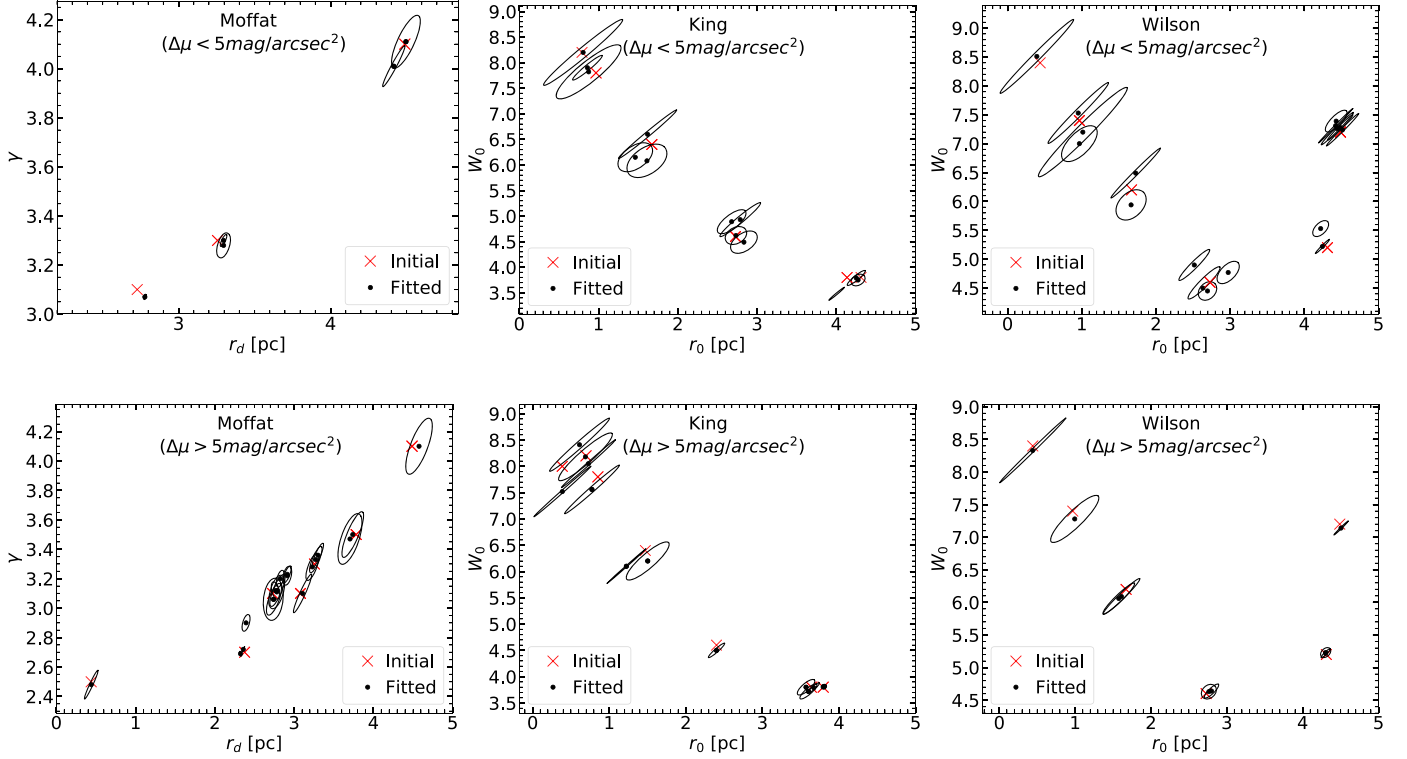 Moffat
(Δμ < 5mag/arcsec²)
4.2
4.0
3.8
3.6
3.4
3.2
3.0
γ
3
4
r_d [pc]
Initial
Fitted
King
(Δμ < 5mag/arcsec²)
9.0
8.5
8.0
7.5
7.0
6.5
6.0
5.5
5.0
4.5
4.0
3.5
W_0
0
1
2
3
4
5
r_0 [pc]
Initial
Fitted
Wilson
(Δμ < 5mag/arcsec²)
9.0
8.5
8.0
7.5
7.0
6.5
6.0
5.5
5.0
4.5
W_0
0
1
2
3
4
5
r_0 [pc]
Initial
Fitted
Moffat
(Δμ > 5mag/arcsec²)
4.2
4.0
3.8
3.6
3.4
3.2
3.0
2.8
2.6
2.4
γ
0
1
2
3
4
5
r_d [pc]
Initial
Fitted
King
(Δμ > 5mag/arcsec²)
9.0
8.5
8.0
7.5
7.0
6.5
6.0
5.5
5.0
4.5
4.0
3.5
W_0
0
1
2
3
4
5
r_0 [pc]
Initial
Fitted
Wilson
(Δμ > 5mag/arcsec²)
9.0
8.5
8.0
7.5
7.0
6.5
6.0
5.5
5.0
4.5
W_0
0
1
2
3
4
5
r_0 [pc]
Initial
Fitted